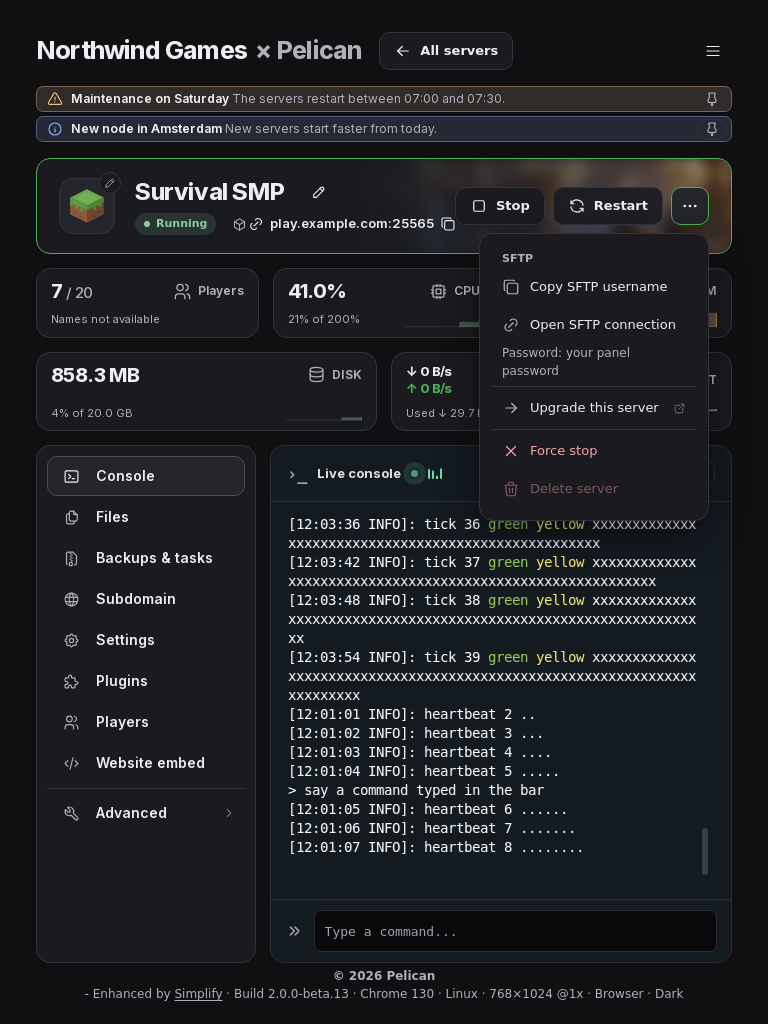 Northwind Games × Pelican
All servers
Maintenance on Saturday The servers restart between 07:00 and 07:30.
New node in Amsterdam New servers start faster from today.
Survival SMP
Stop
Restart
Running
play.example.com:25565
SFTP
Copy SFTP username
Open SFTP connection
Password: your panel
password
Upgrade this server
Force stop
Delete server
7 / 20
Players
Names not available
41.0%
CPU
21% of 200%
M
858.3 MB
DISK
4% of 20.0 GB
↓ 0 B/s
↑ 0 B/s
Used ↓ 29.7
T
Console
Files
Backups & tasks
Subdomain
Settings
Plugins
Players
Website embed
Advanced
>_ Live console
[12:03:36 INFO]: tick 36 green yellow xxxxxxxxxxxxx
xxxxxxxxxxxxxxxxxxxxxxxxxxxxxxxxxxxxxxx
[12:03:42 INFO]: tick 37 green yellow xxxxxxxxxxxxx
xxxxxxxxxxxxxxxxxxxxxxxxxxxxxxxxxxxxxxxxxxxxxx
[12:03:48 INFO]: tick 38 green yellow xxxxxxxxxxxxx
xxxxxxxxxxxxxxxxxxxxxxxxxxxxxxxxxxxxxxxxxxxxxxxxxxx
xx
[12:03:54 INFO]: tick 39 green yellow xxxxxxxxxxxxx
xxxxxxxxxxxxxxxxxxxxxxxxxxxxxxxxxxxxxxxxxxxxxxxxxxx
xxxxxxxxx
[12:01:01 INFO]: heartbeat 2 ..
[12:01:02 INFO]: heartbeat 3 ...
[12:01:03 INFO]: heartbeat 4 ....
[12:01:04 INFO]: heartbeat 5 .....
> say a command typed in the bar
[12:01:05 INFO]: heartbeat 6 ......
[12:01:06 INFO]: heartbeat 7 .......
[12:01:07 INFO]: heartbeat 8 ........
Type a command...
© 2026 Pelican
- Enhanced by Simplify · Build 2.0.0-beta.13 · Chrome 130 · Linux · 768×1024 @1x · Browser · Dark